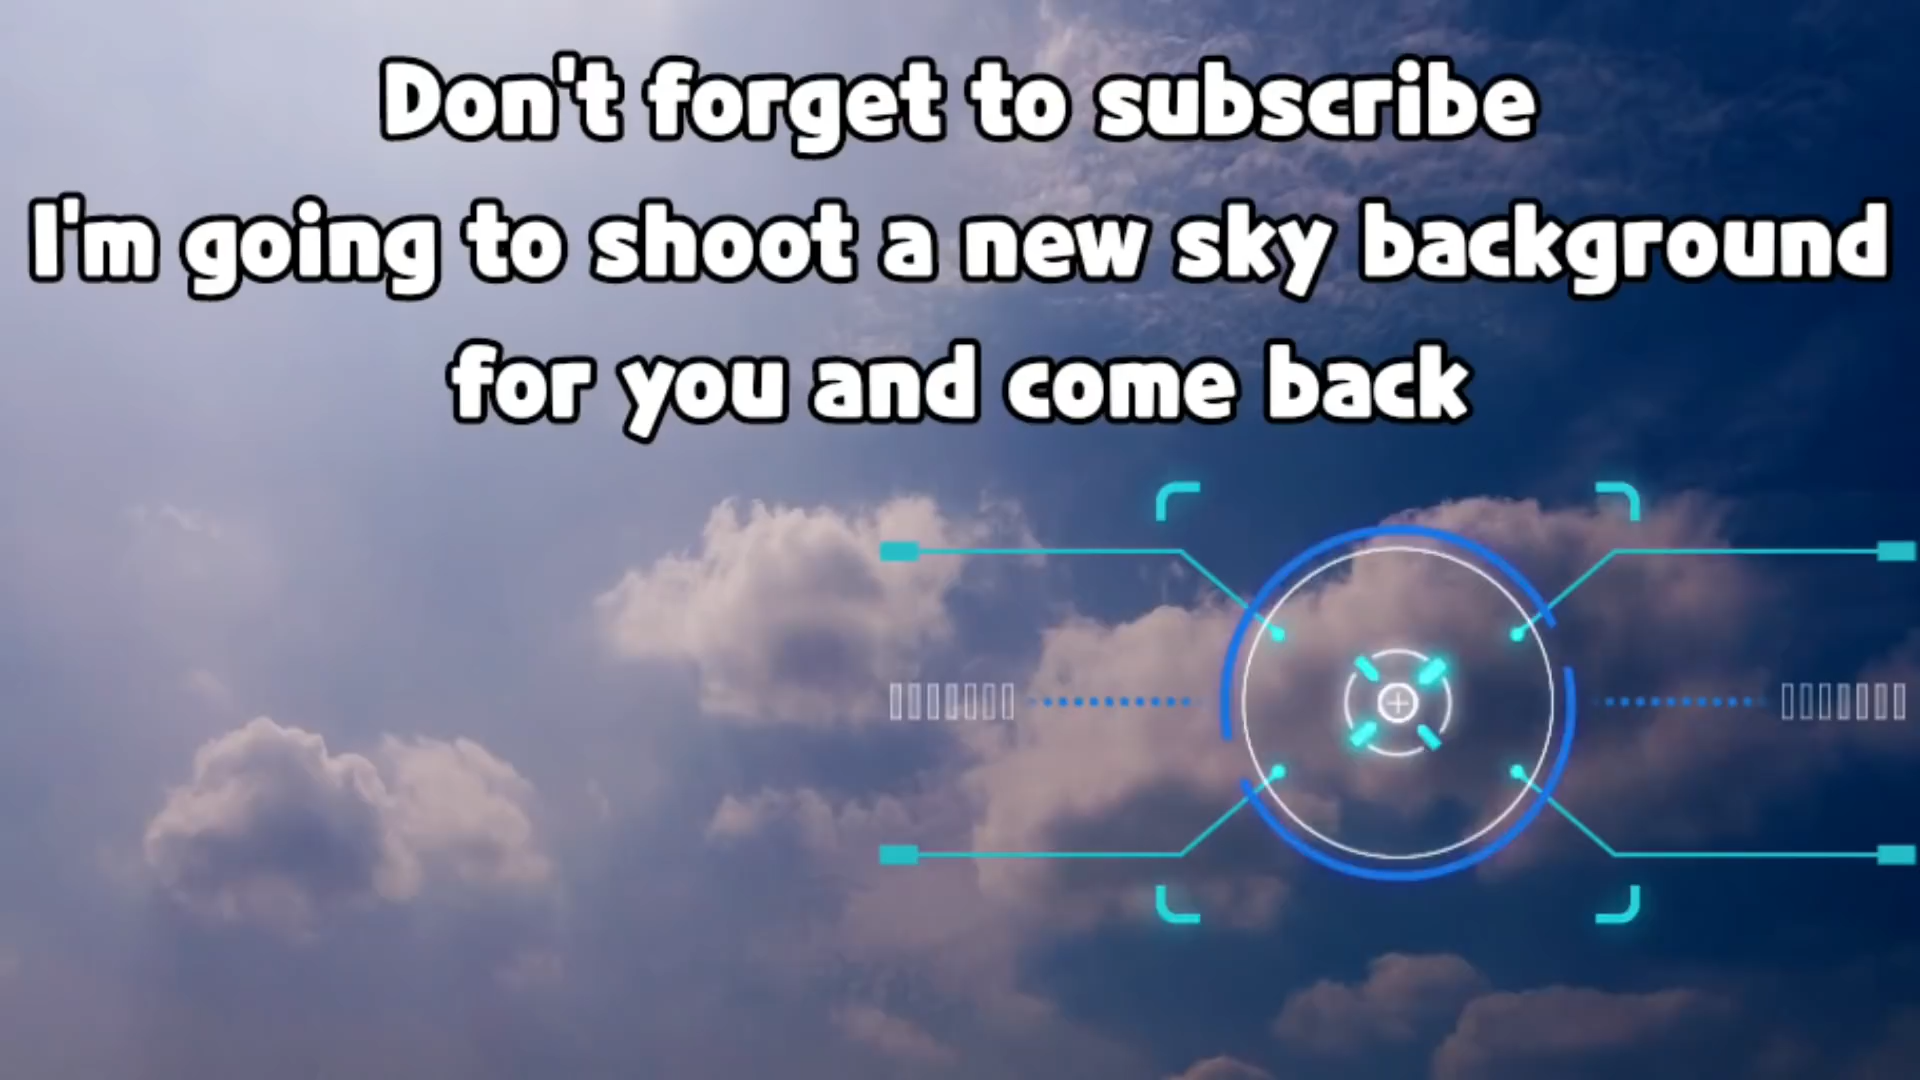 Don't forget to subscribe
I'm going to shoot a new sky background
for you and come back